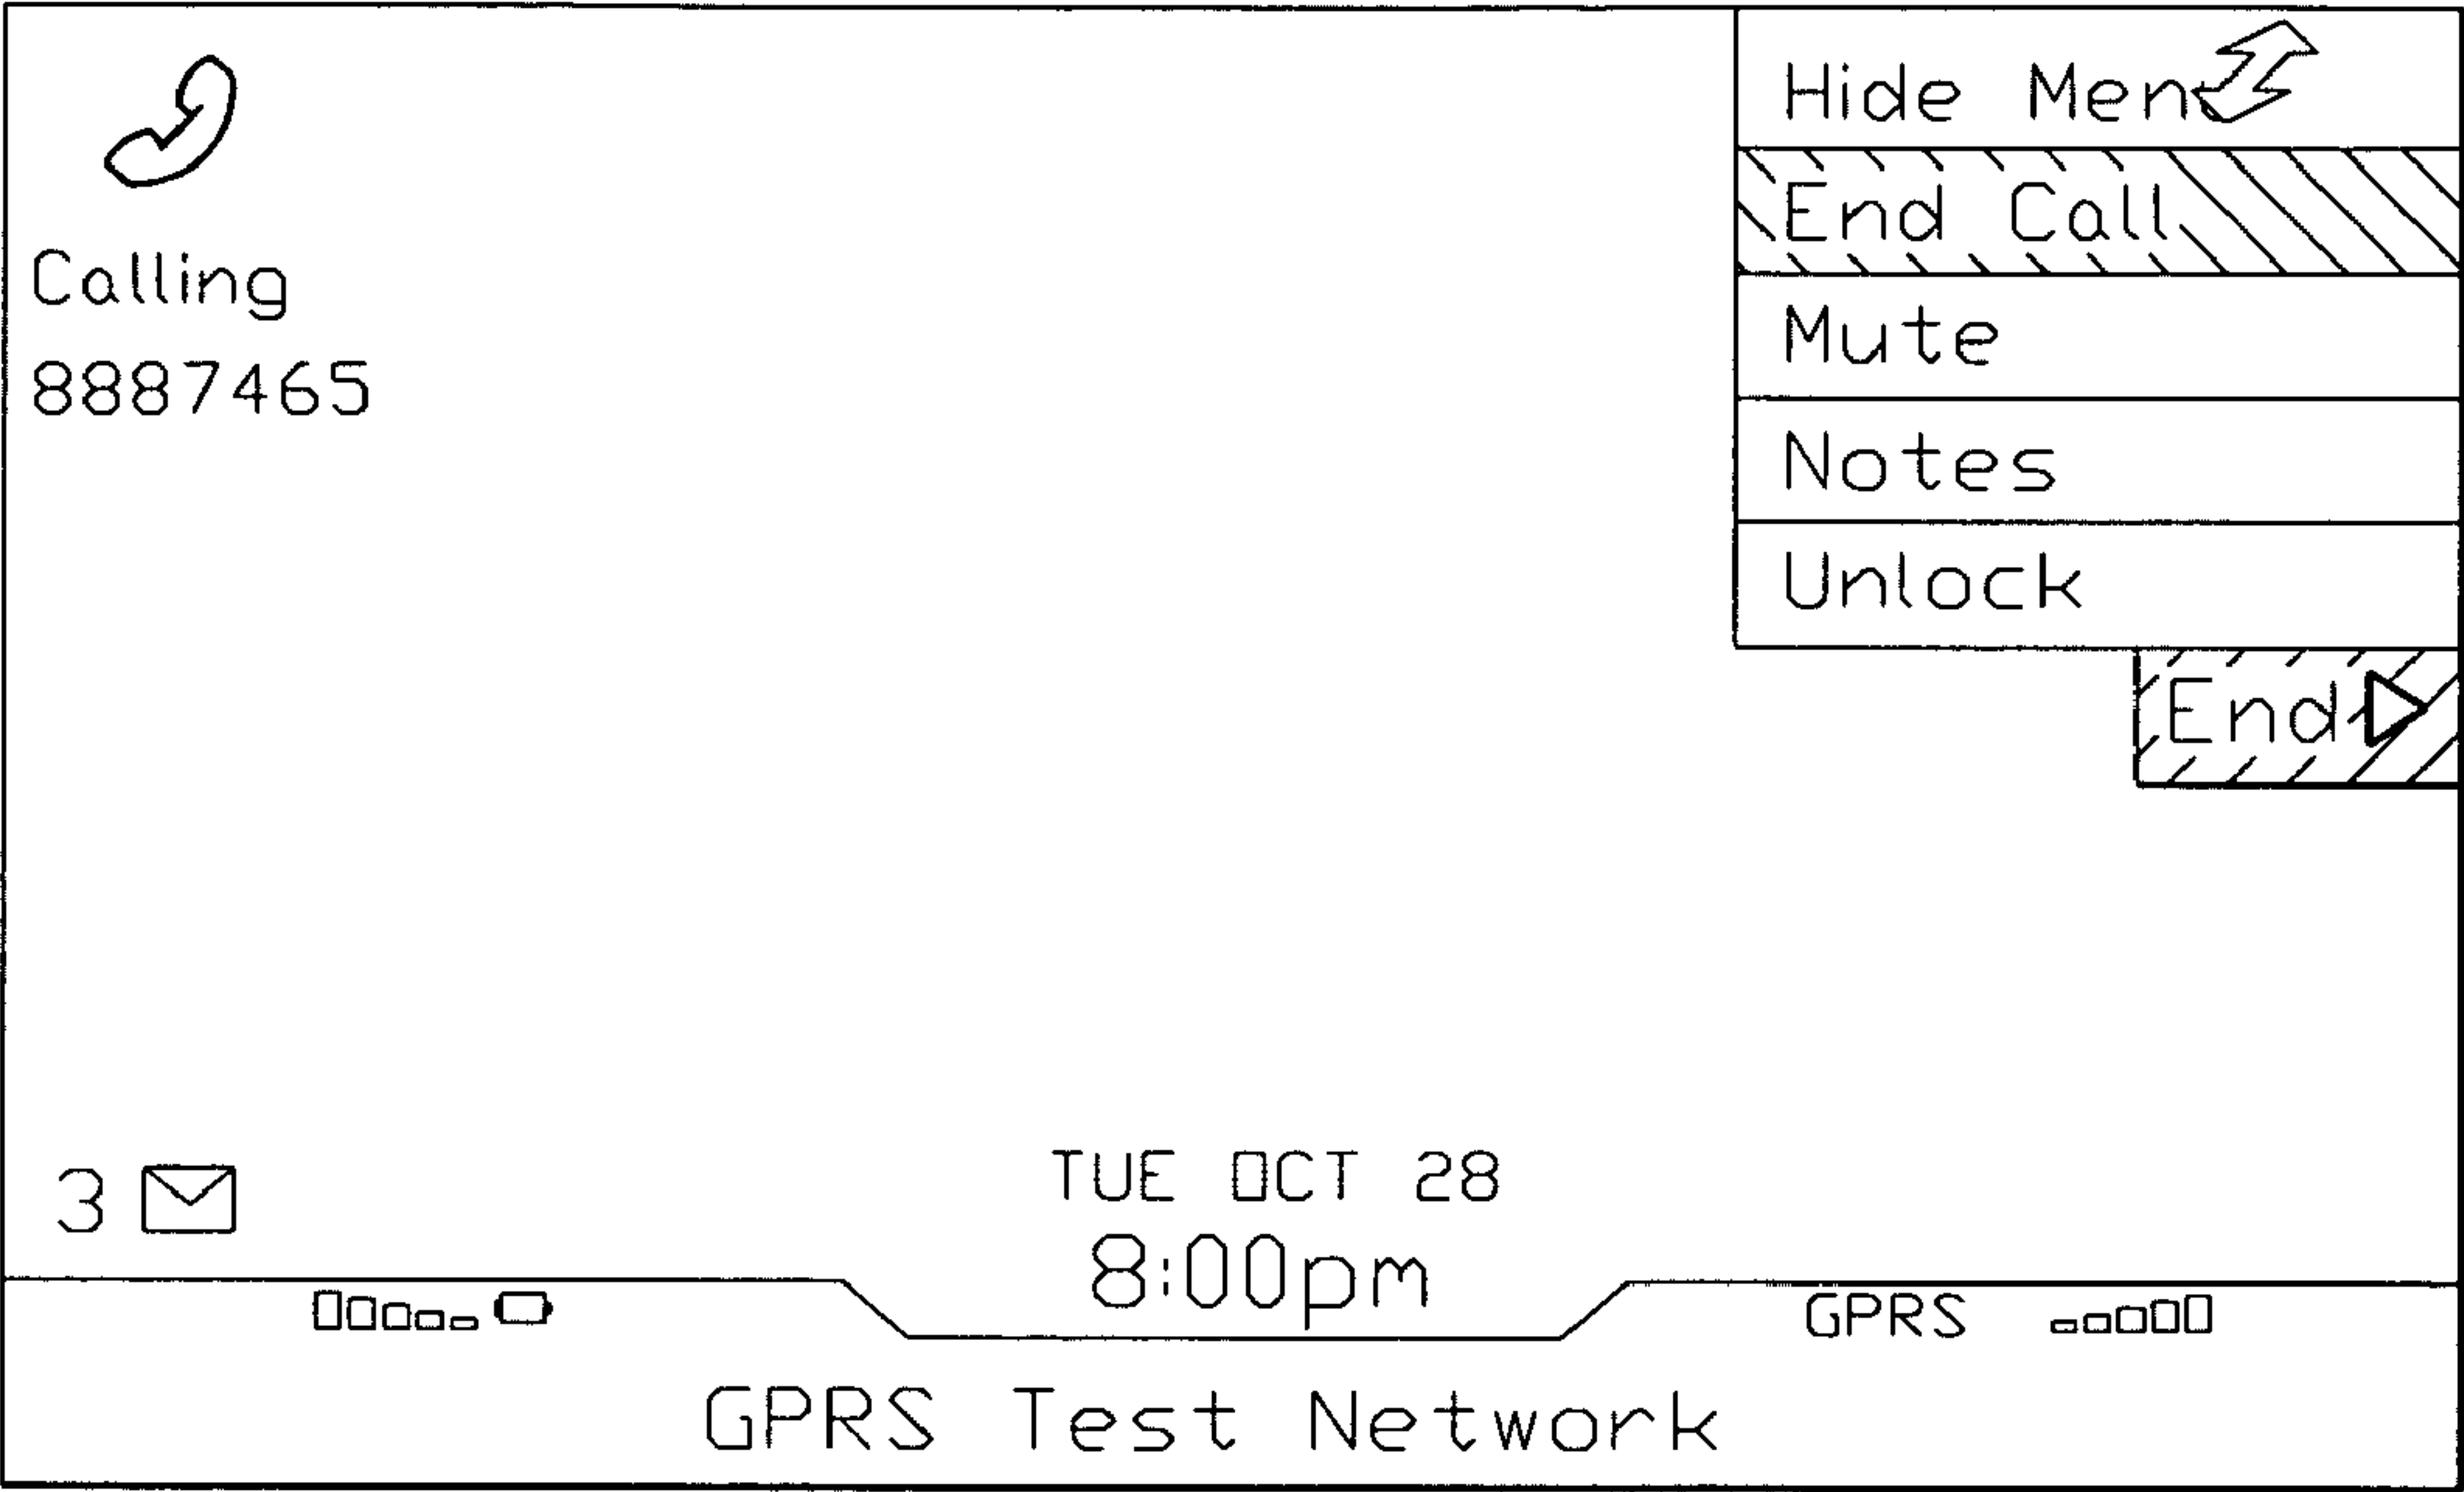 Calling
8887465
Hide Menu
End Call
Mute
Notes
Unlock
End
3
TUE OCT 28
8:00pm
GPRS
GPRS Test Network